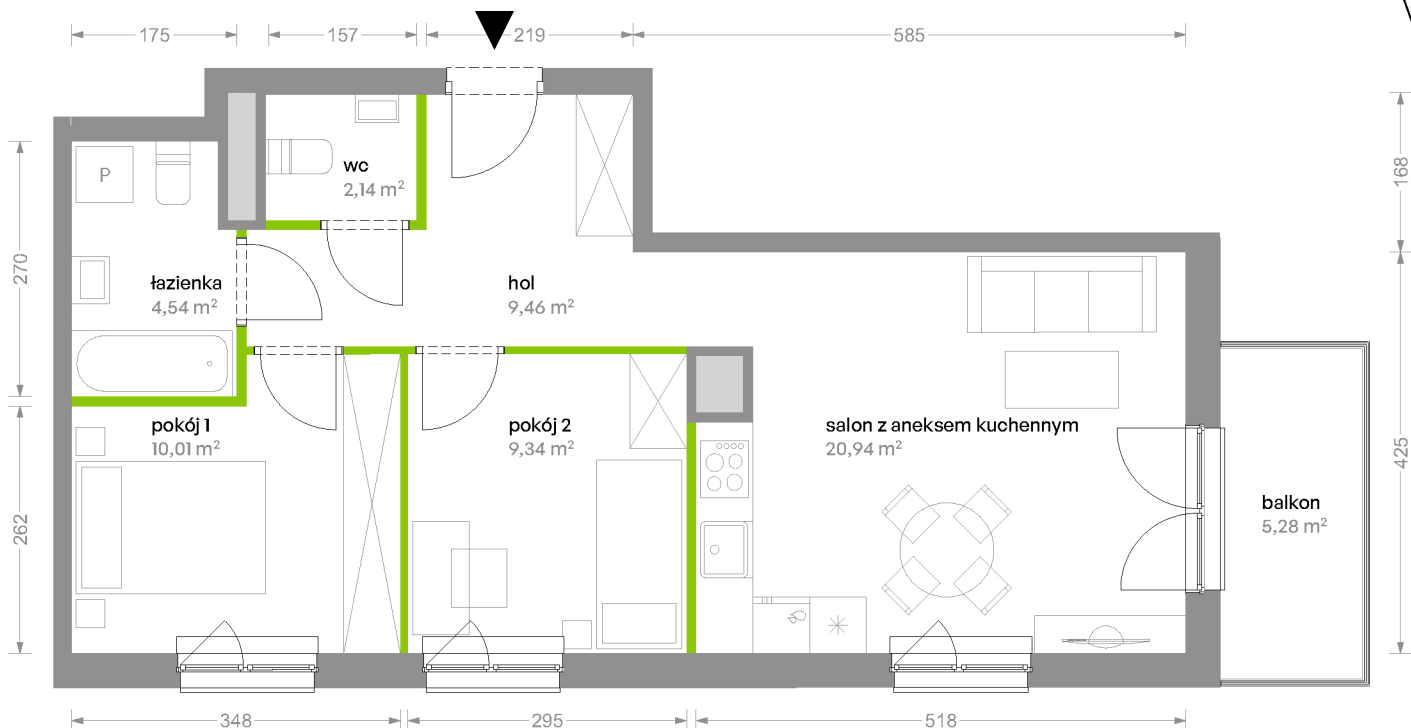 175
157
219
585
168
wc
2,14 m²
P
270
łazienka
4,54 m²
hol
9,46 m²
pokój 1
10,01 m²
pokój 2
9,34 m²
salon z aneksem kuchennym
20,94 m²
425
balkon
5,28 m²
262
348
295
518